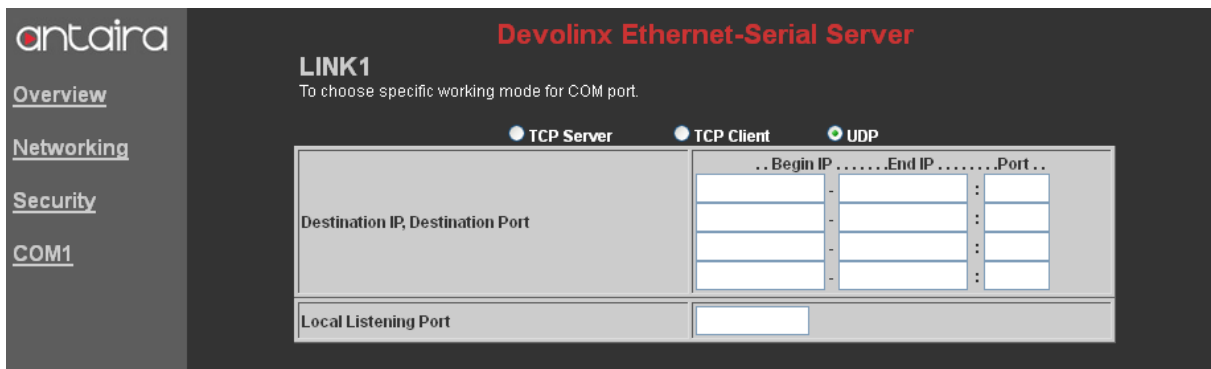 antaira
Devolinx Ethernet-Serial Server
LINK1
To choose specific working mode for COM port.
Overview
Networking
Security
COM1
TCP Server TCP Client UDP
. . Begin IP . . . . . . . End IP . . . . . . . . Port . .
Destination IP, Destination Port
- :
- :
- :
- :
Local Listening Port